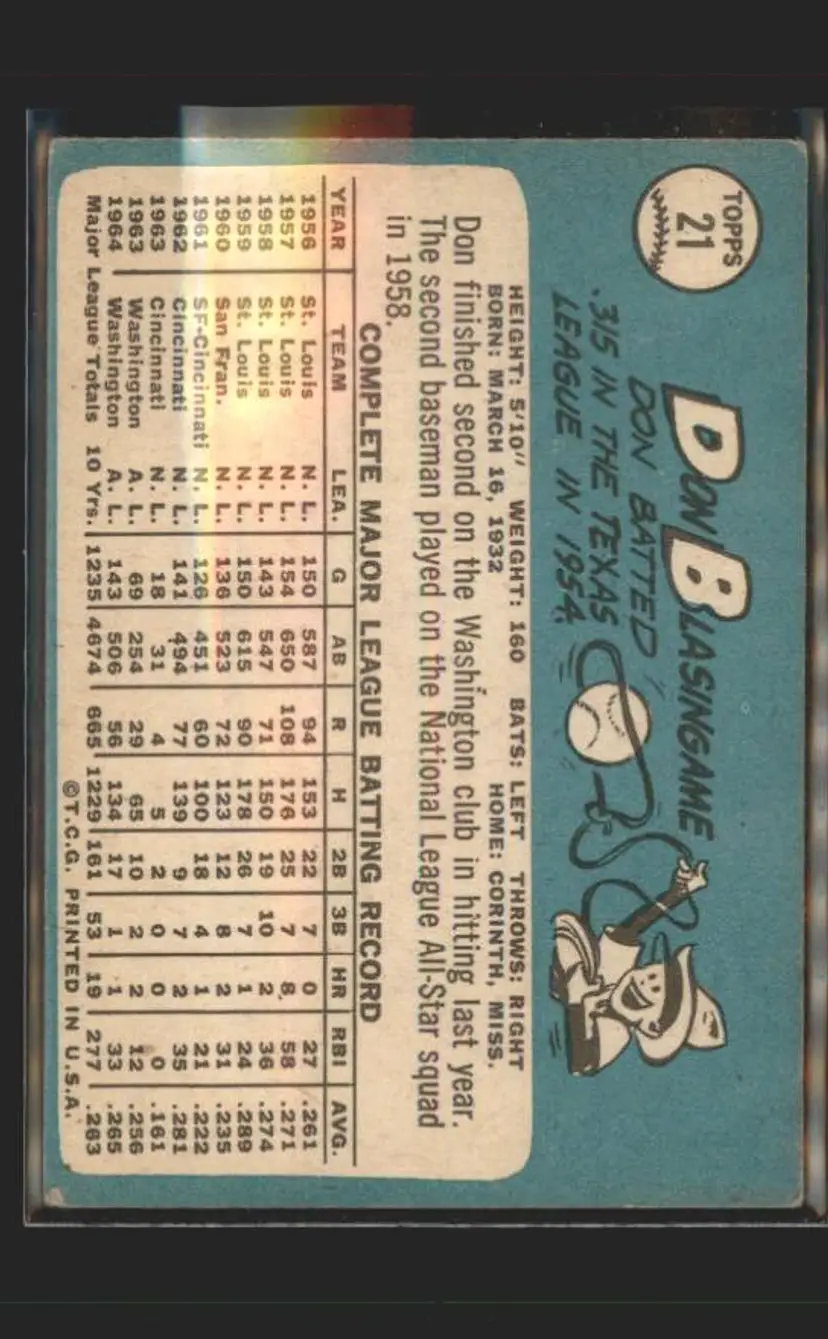 TOPPS
21
DON BLASINGAME
DON BATTED
.315 IN THE TEXAS
LEAGUE IN 1954.
HEIGHT: 5'10" WEIGHT: 160 BATS: LEFT THROWS: RIGHT
BORN: MARCH 16, 1932 HOME: CORINTH, MISS.
Don finished second on the Washington club in hitting last year.
The second baseman played on the National League All-Star squad
in 1958.
COMPLETE MAJOR LEAGUE BATTING RECORD
YEAR TEAM LEA. G AB R H 2B 3B HR RBI AVG.
1956 St. Louis N. L. 150 587 94 153 22 7 0 27 .261
1957 St. Louis N. L. 154 650 108 176 25 7 8 58 .271
1958 St. Louis N. L. 143 547 71 150 19 10 2 36 .274
1959 St. Louis N. L. 150 615 90 178 26 7 1 24 .289
1960 San Fran. N. L. 136 523 72 123 12 8 2 31 .235
1961 SF-Cincinnati N. L. 126 451 60 100 18 4 1 21 .222
1962 Cincinnati N. L. 141 494 77 139 9 7 2 35 .281
1963 Cincinnati N. L. 18 31 4 5 2 0 0 0 .161
1963 Washington A. L. 69 254 29 65 10 2 2 12 .256
1964 Washington A. L. 143 506 56 134 17 1 1 33 .265
Major League Totals 10 Yrs. 1235 4674 665 1229 161 53 19 277 .263
©T.C.G. PRINTED IN U.S.A.